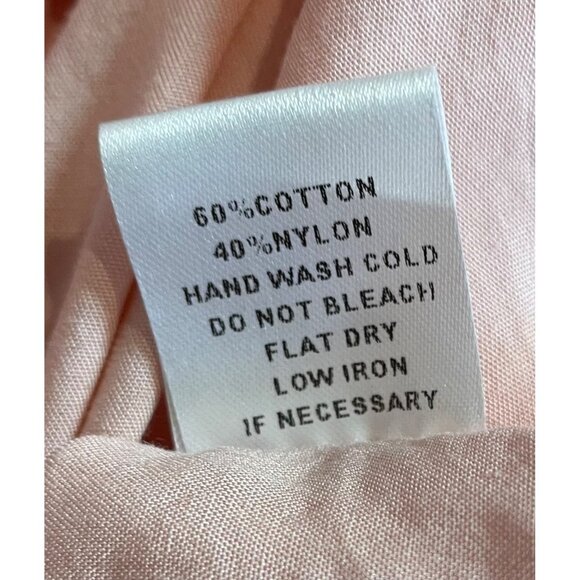 60%COTTON
40%NYLON
HAND WASH COLD
DO NOT BLEACH
FLAT DRY
LOW IRON
IF NECESSARY